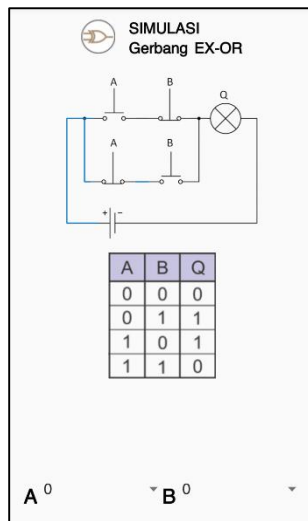 SIMULASI
Gerbang EX-OR
A B Q
A B
+ −
A B Q
0 0 0
0 1 1
1 0 1
1 1 0
A 0 B 0